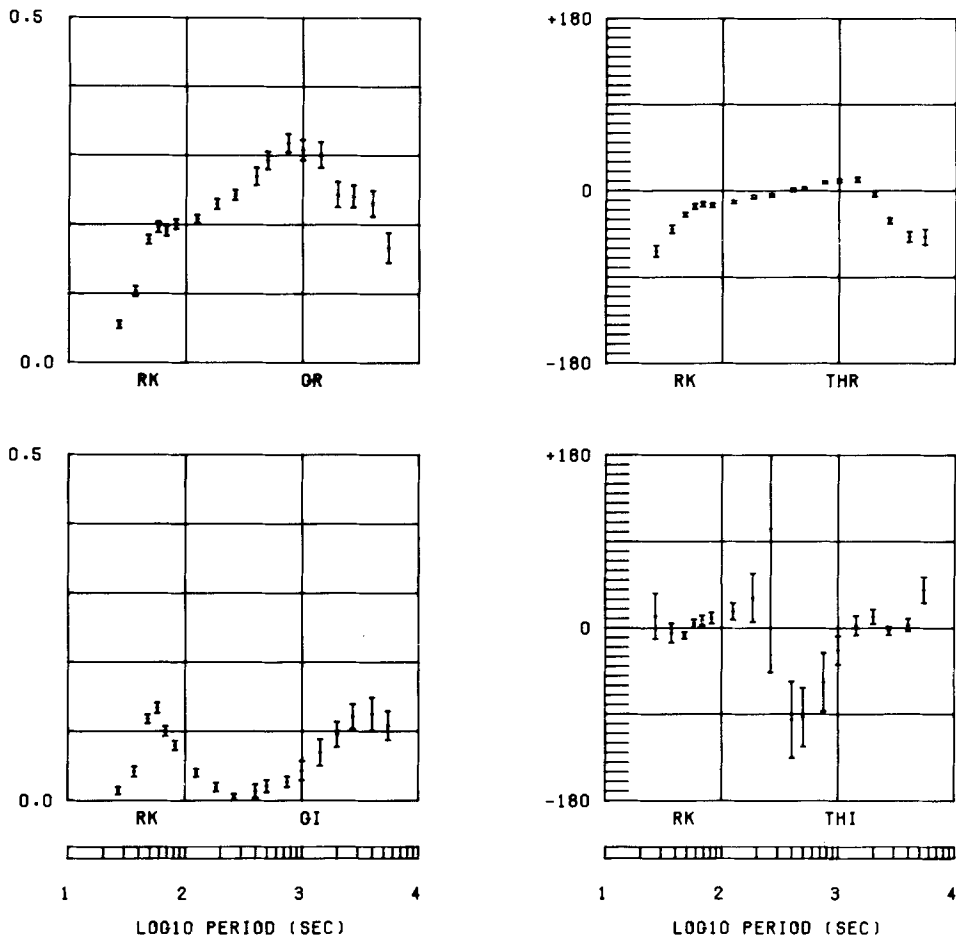 0.5
+180
0
0.0
-180
RK GR
RK THR
0.5
+180
0
0.0
-180
RK GI
RK THI
1 2 3 4
1 2 3 4
LOG10 PERIOD (SEC)
LOG10 PERIOD (SEC)